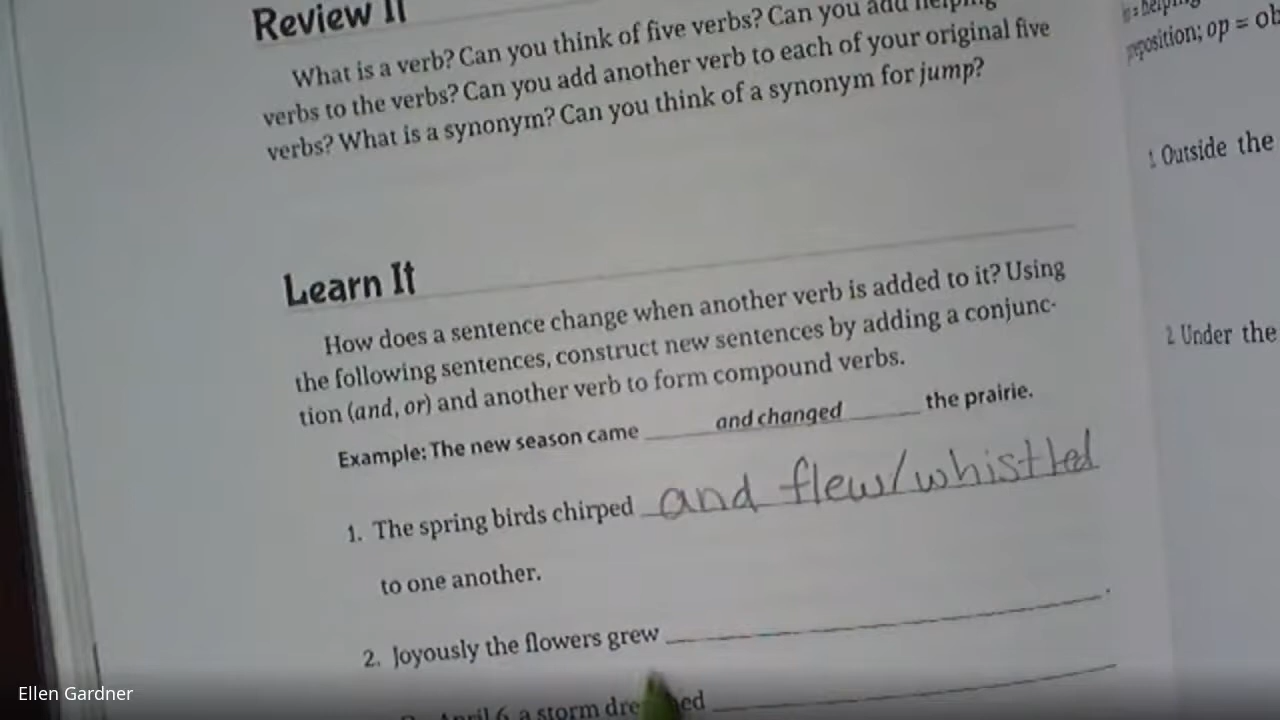 Review It
What is a verb? Can you think of five verbs? Can you add helping
verbs to the verbs? Can you add another verb to each of your original five
verbs? What is a synonym? Can you think of a synonym for jump?
Learn It
How does a sentence change when another verb is added to it? Using
the following sentences, construct new sentences by adding a conjunc-
tion (and, or) and another verb to form compound verbs.
Example: The new season came and changed the prairie.
1. The spring birds chirped and flew/whistled
to one another.
2. Joyously the flowers grew .
April 6, a storm
Ellen Gardner
op = ob
1. Outside the
2. Under the